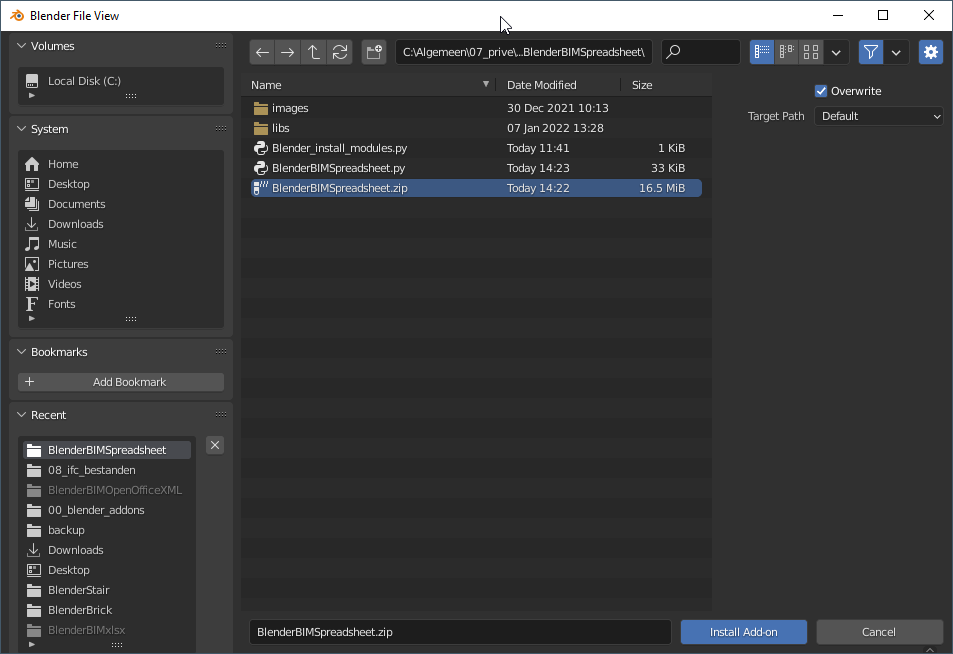 Blender File View
Volumes
Local Disk (C:)
System
Home
Desktop
Documents
Downloads
Music
Pictures
Videos
Fonts
Bookmarks
Add Bookmark
Recent
BlenderBIMSpreadsheet
08_ifc_bestanden
BlenderBIMOpenOfficeXML
00_blender_addons
backup
Downloads
Desktop
BlenderStair
BlenderBrick
BlenderBIMxlsx
C:\Algemeen\07_prive\..BlenderBIMSpreadsheet\
Name Date Modified Size
images 30 Dec 2021 10:13
libs 07 Jan 2022 13:28
Blender_install_modules.py Today 11:41 1 KiB
BlenderBIMSpreadsheet.py Today 14:23 33 KiB
BlenderBIMSpreadsheet.zip Today 14:22 16.5 MiB
Overwrite
Target Path Default
BlenderBIMSpreadsheet.zip
Install Add-on
Cancel